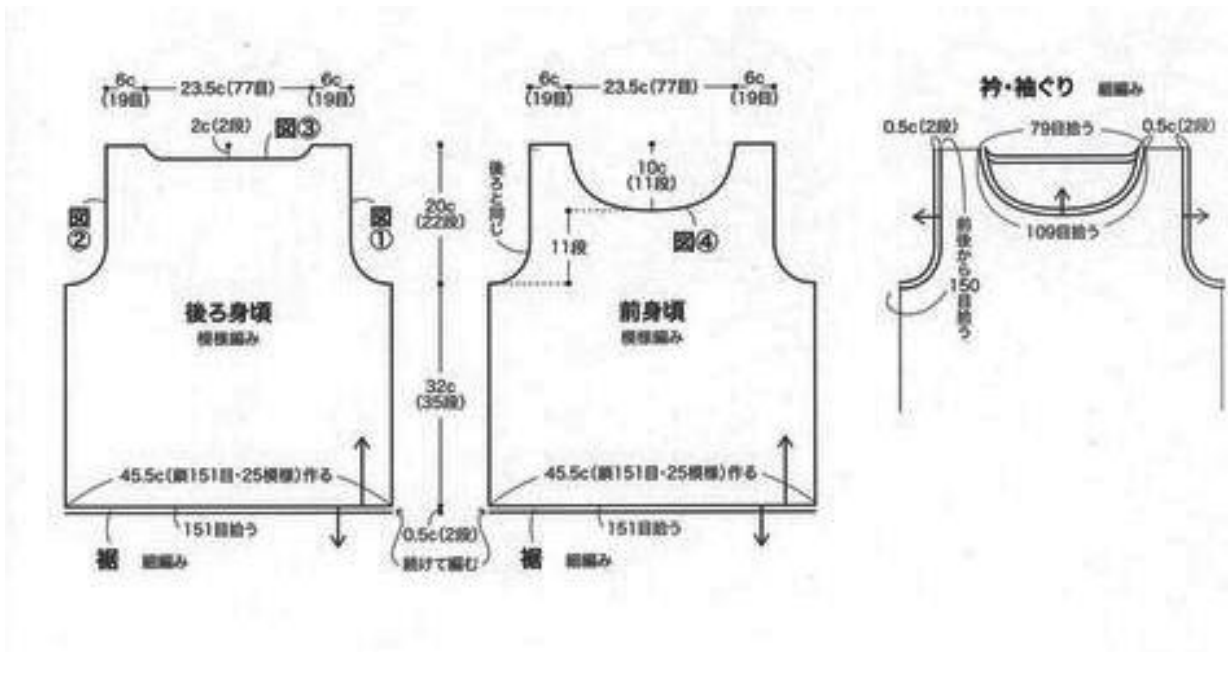 6c
(19目)
23.5c(77目)
6c
(19目)
2c(2段)
図③
図
②
図
①
後ろ身頃
模様編み
45.5c(鎖151目・25模様)作る
151目拾う
裾 細編み
20c
(22段)
32c
(35段)
0.5c(2段)
続けて編む
6c
(19目)
23.5c(77目)
6c
(19目)
後ろと同じ
10c
(11段)
11段
図④
前身頃
模様編み
45.5c(鎖151目・25模様)作る
151目拾う
裾 細編み
衿・袖ぐり 細編み
0.5c(2段)
79目拾う
0.5c(2段)
109目拾う
前後から150目拾う